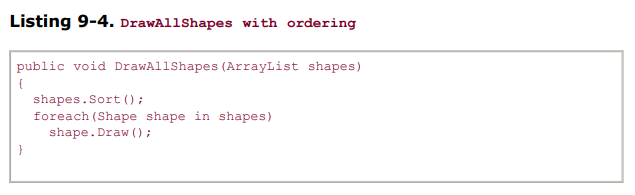 Listing 9-4. DrawAllShapes with ordering
public void DrawAllShapes(ArrayList shapes)
{
  shapes.Sort();
  foreach(Shape shape in shapes)
    shape.Draw();
}